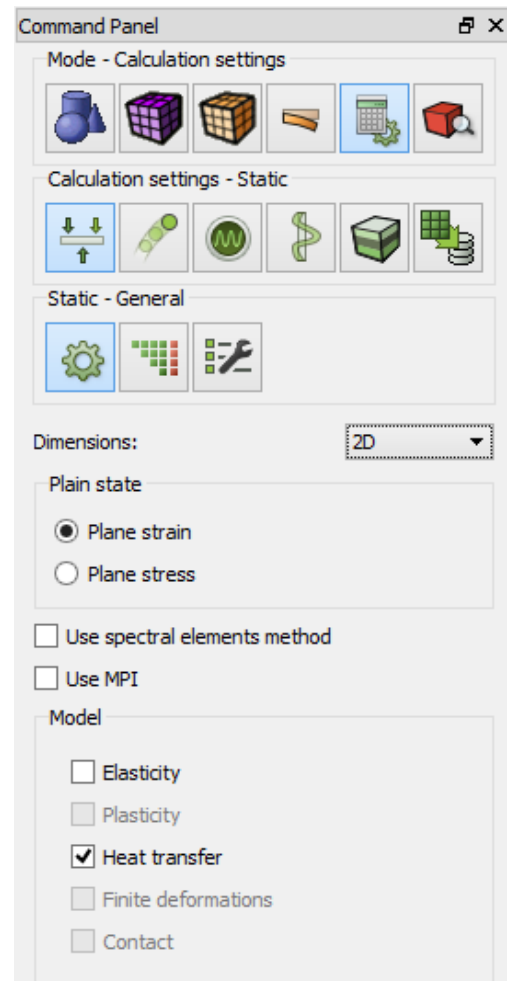 Command Panel
Mode - Calculation settings
Calculation settings - Static
Static - General
Dimensions: 2D
Plain state
Plane strain
Plane stress
Use spectral elements method
Use MPI
Model
Elasticity
Plasticity
Heat transfer
Finite deformations
Contact